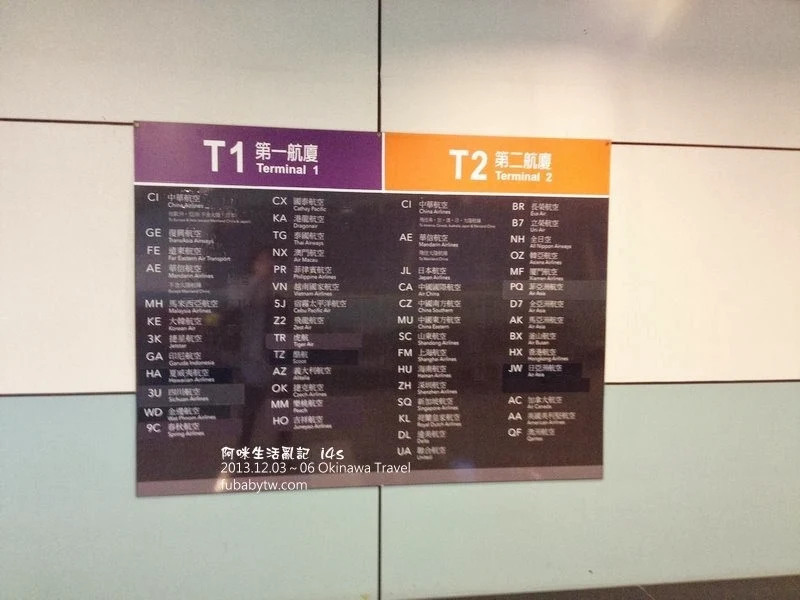 T1 第一航廈
Terminal 1
CI 中華航空
China Airlines
GE 復興航空
TransAsia Airways
FE 遠東航空
Far Eastern Air Transport
AE 華信航空
Mandarin Airlines
MH 馬來西亞航空
Malaysia Airlines
KE 大韓航空
Korean Air
3K 捷星航空
Jetstar
GA 印尼航空
Garuda Indonesia
HA 夏威夷航空
Hawaiian Airlines
3U 四川航空
Sichuan Airlines
WD 金邊航空
9C 春秋航空
Spring Airlines
CX 國泰航空
Cathay Pacific
KA 港龍航空
Dragonair
TG 泰國航空
Thai Airways
NX 澳門航空
Air Macau
PR 菲律賓航空
Philippine Airlines
VN 越南國家航空
Vietnam Airlines
5J 宿霧太平洋航空
Cebu Pacific Air
Z2 飛龍航空
Zest Air
TR 虎航
Tiger Air
TZ 酷航
Scoot
AZ 義大利航空
Alitalia
OK 捷克航空
Czech Airlines
MM 樂桃航空
Peach
HO 吉祥航空
Juneyao Airlines
T2 第二航廈
Terminal 2
CI 中華航空
China Airlines
AE 華信航空
Mandarin Airlines
JL 日本航空
Japan Airlines
CA 中國國際航空
Air China
CZ 中國南方航空
China Southern
MU 中國東方航空
China Eastern
SC 山東航空
Shandong Airlines
FM 上海航空
Shanghai Airlines
HU 海南航空
Hainan Airlines
ZH 深圳航空
Shenzhen Airlines
SQ 新加坡航空
Singapore Airlines
KL 荷蘭皇家航空
Royal Dutch Airlines
DL 達美航空
Delta
UA 聯合航空
United
BR 長榮航空
Eva Air
B7 立榮航空
Uni Air
NH 全日空
All Nippon Airways
OZ 韓亞航空
Asiana Airlines
MF 廈門航空
Xiamen Airlines
PQ 菲亞洲航空
Air Asia
D7 全亞洲航空
Air Asia
AK 馬亞洲航空
Air Asia
BX 釜山航空
Air Busan
HX 香港航空
Hongkong Airlines
JW 日亞洲航空
Air Asia
AC 加拿大航空
Air Canada
AA 美國航空
American Airlines
QF 澳洲航空
Qantas
阿咪生活亂記 i4s
2013.12.03～06 Okinawa Travel
fubabytw.com